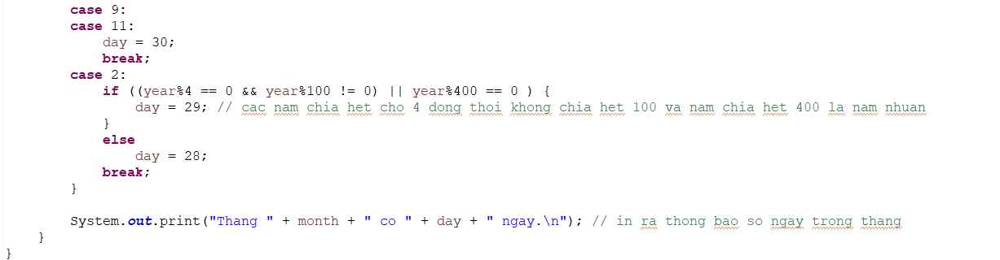 case 9:
case 11:
day = 30;
break;
case 2:
if ((year%4 == 0 && year%100 != 0) || year%400 == 0 ) {
day = 29; // cac nam chia het cho 4 dong thoi khong chia het 100 va nam chia het 400 la nam nhuan
}
else
day = 28;
break;
}
System.out.print("Thang " + month + " co " + day + " ngay.\n"); // in ra thong bao so ngay trong thang
}
}